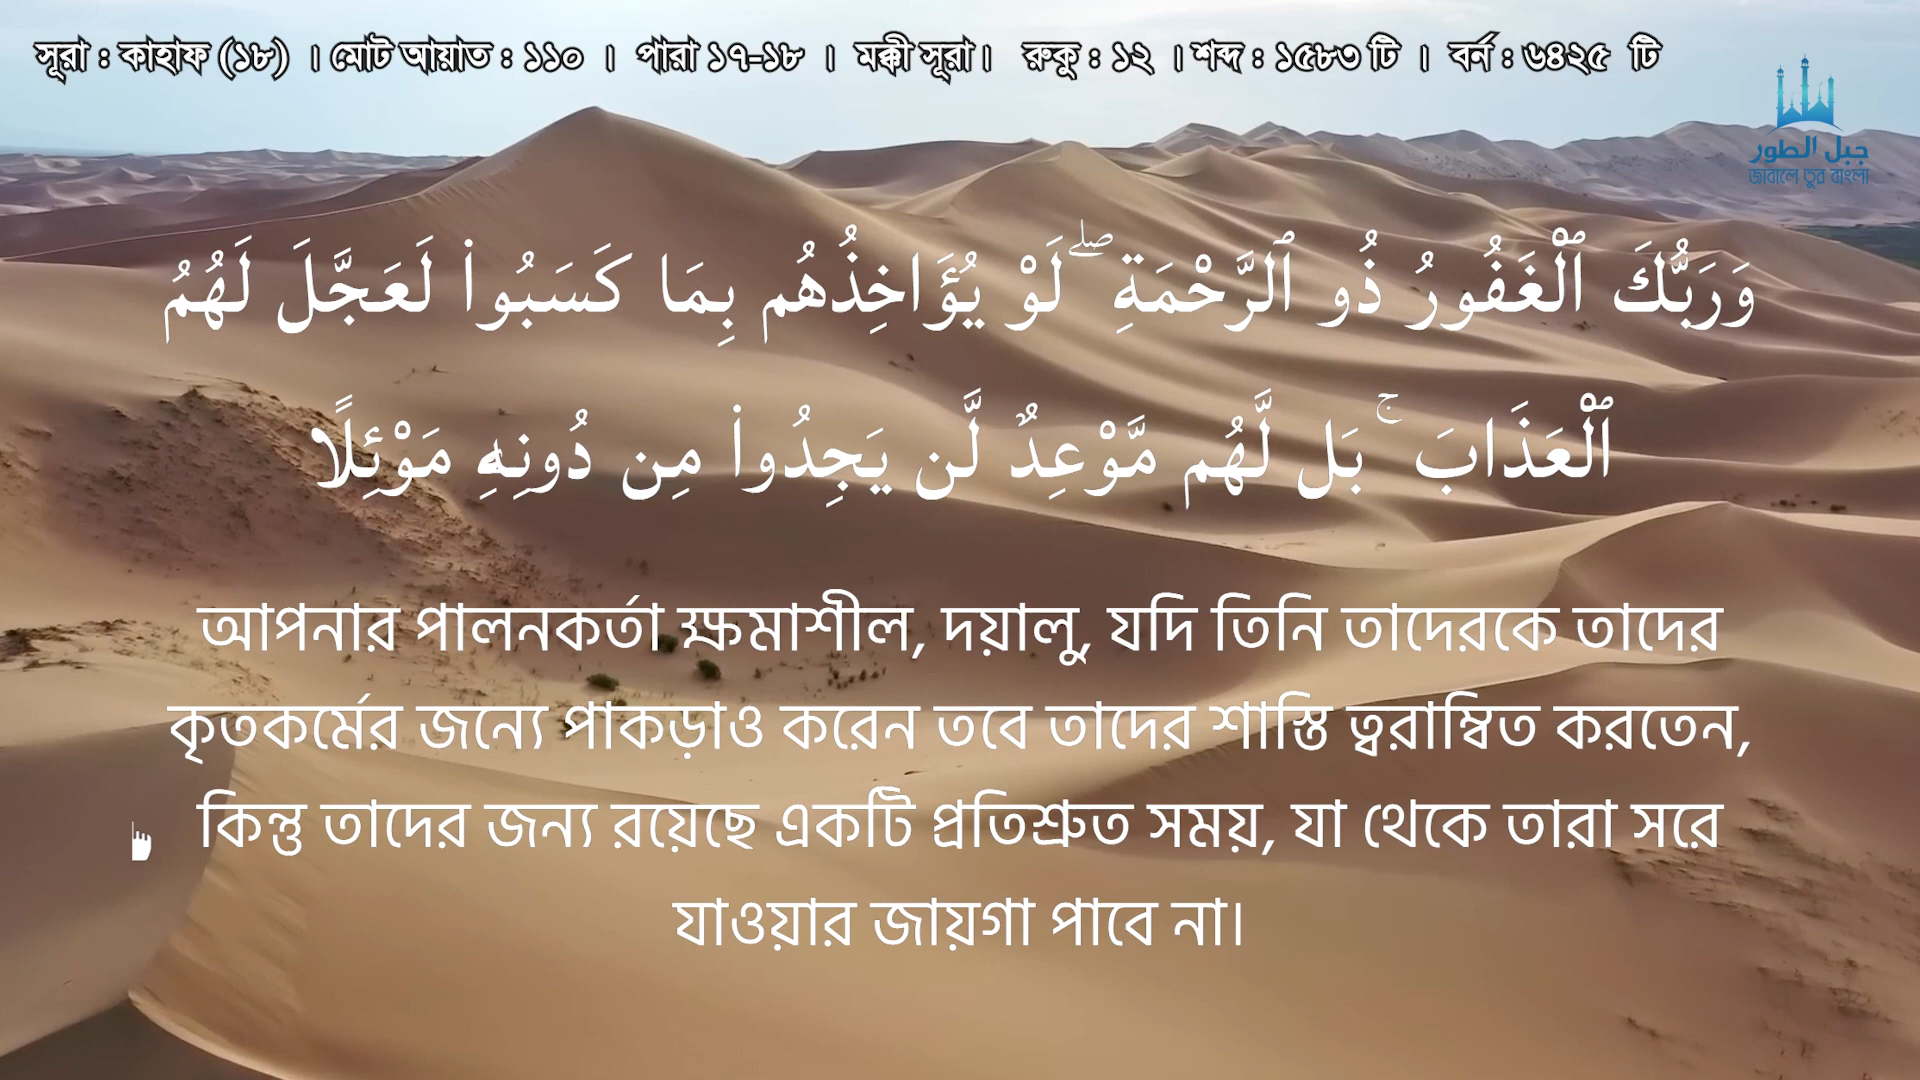 সূরা : কাহাফ (১৮) । মোট আয়াত : ১১০ । পারা ১৭-১৮ । মক্কী সূরা। রুকূ : ১২ । শব্দ : ১৫৮৩ টি । বর্ন : ৬৪২৫ টি
جبل الطور
জাবালে তুর বাংলা
وَرَبُّكَ ٱلْغَفُورُ ذُو ٱلرَّحْمَةِ ۖ لَوْ يُؤَاخِذُهُم بِمَا كَسَبُوا۟ لَعَجَّلَ لَهُمُ
ٱلْعَذَابَ ۚ بَل لَّهُم مَّوْعِدٌ لَّن يَجِدُوا۟ مِن دُونِهِۦ مَوْئِلًا
আপনার পালনকর্তা ক্ষমাশীল, দয়ালু, যদি তিনি তাদেরকে তাদের
কৃতকর্মের জন্যে পাকড়াও করেন তবে তাদের শাস্তি ত্বরাম্বিত করতেন,
কিন্তু তাদের জন্য রয়েছে একটি প্রতিশ্রুত সময়, যা থেকে তারা সরে
যাওয়ার জায়গা পাবে না।